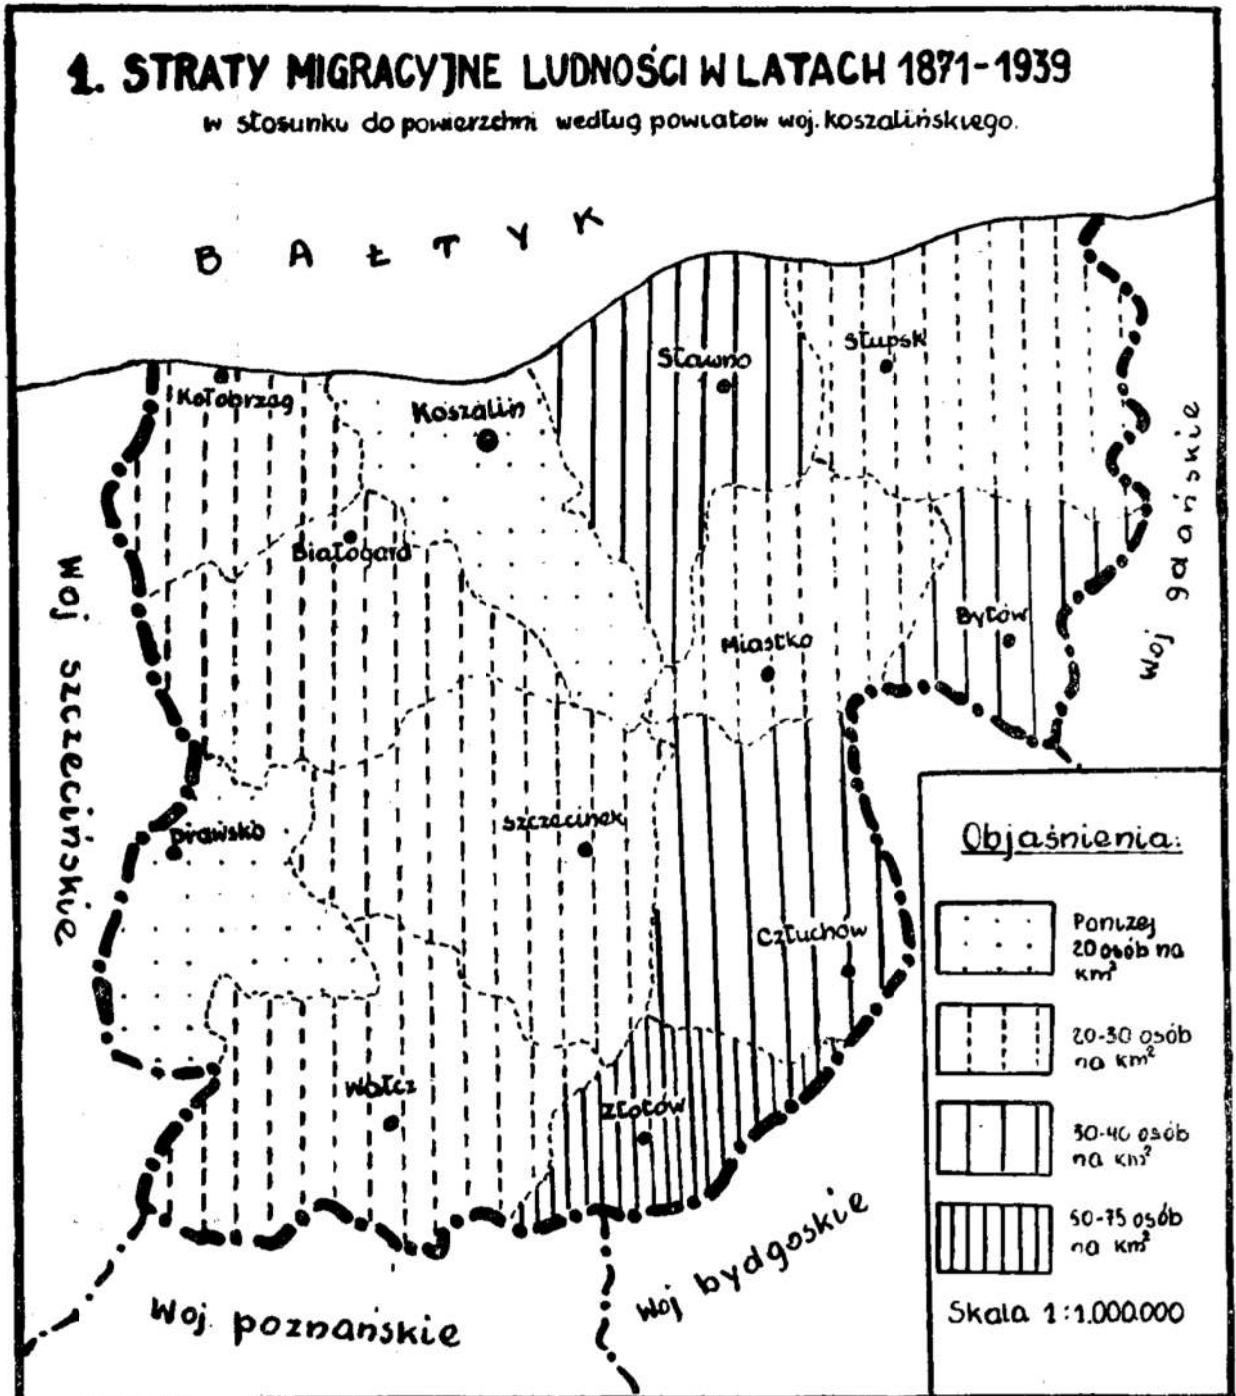 1. STRATY MIGRACYJNE LUDNOŚCI W LATACH 1871-1939
w stosunku do powierzchni według powiatow woj. koszalińskiego.
BAŁTYK
Kołobrzeg
Koszalin
Sławno
Słupsk
Białogard
Miastko
Bytów
Drawsko
Szczecinek
Człuchów
Wałcz
Złotów
Woj szczecińskie
Woj gdańskie
Woj. poznańskie
Woj bydgoskie
Objaśnienia:
Poniżej
20 osób na
km²
20-30 osób
na km²
30-40 osób
na km²
50-75 osób
na km²
Skala 1:1.000.000